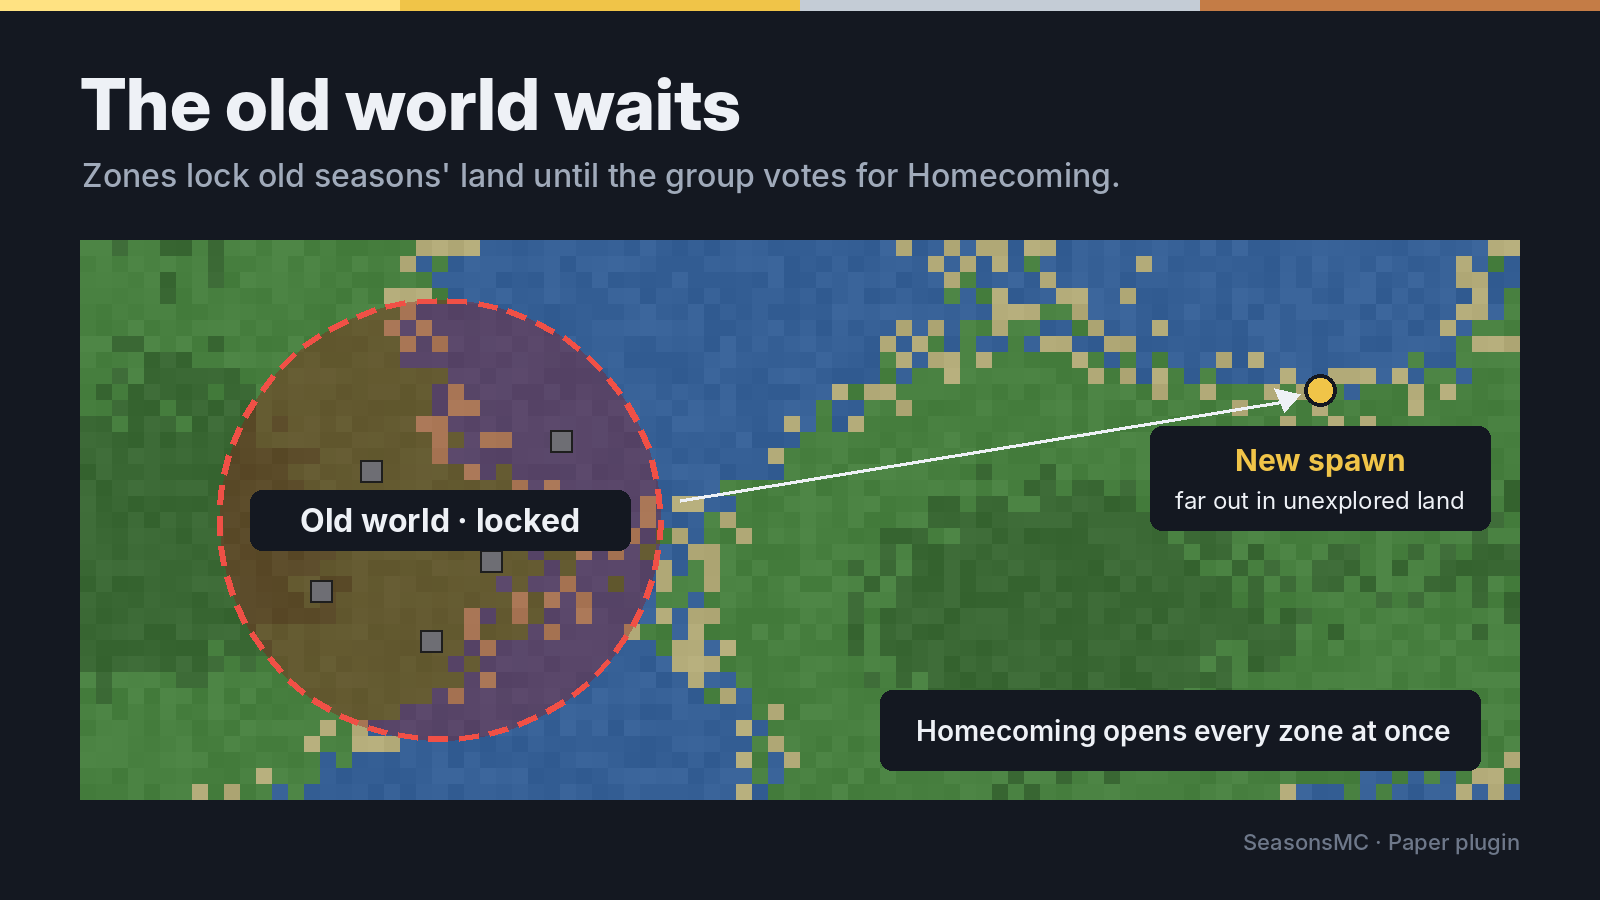 The old world waits
Zones lock old seasons' land until the group votes for Homecoming.
Old world · locked
New spawn
far out in unexplored land
Homecoming opens every zone at once
SeasonsMC · Paper plugin